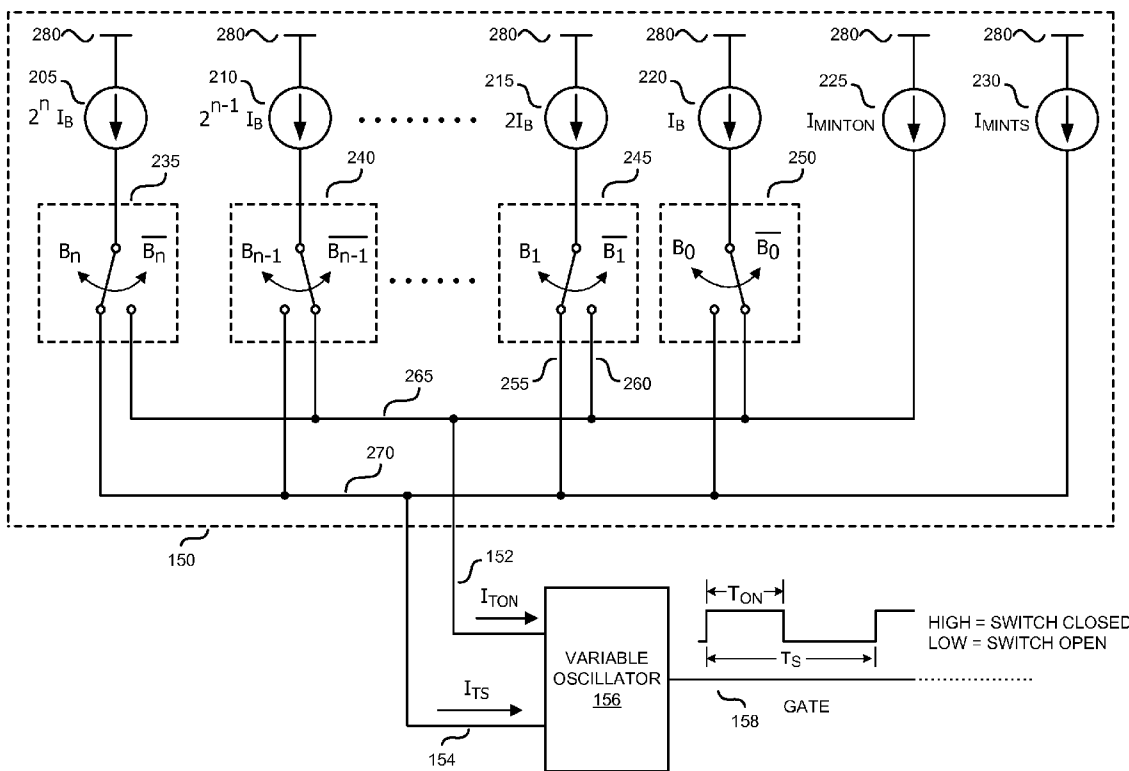 280 280 280 280 280 280
205 210 215 220 225 230
2ⁿ I_B 2ⁿ⁻¹ I_B 2I_B I_B I_MINTON I_MINTS
235 240 245 250
B_n B̅_n̅ B_n-1 B̅_n̅-̅1̅ B_1 B̅_1̅ B_0 B̅_0̅
255 260
265
270
150
152
I_TON
T_ON
HIGH = SWITCH CLOSED
LOW = SWITCH OPEN
T_S
VARIABLE
OSCILLATOR
156
I_TS
158
GATE
154